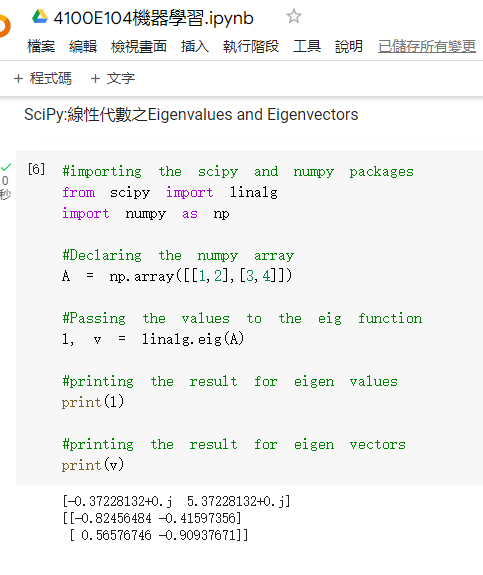 4100E104機器學習.ipynb
檔案 編輯 檢視畫面 插入 執行階段 工具 說明 已儲存所有變更
+ 程式碼 + 文字
SciPy:線性代數之Eigenvalues and Eigenvectors
[6] #importing the scipy and numpy packages
0
秒
from scipy import linalg
import numpy as np
#Declaring the numpy array
A = np.array([[1,2],[3,4]])
#Passing the values to the eig function
l, v = linalg.eig(A)
#printing the result for eigen values
print(l)
#printing the result for eigen vectors
print(v)
[-0.37228132+0.j 5.37228132+0.j]
[[-0.82456484 -0.41597356]
[ 0.56576746 -0.90937671]]